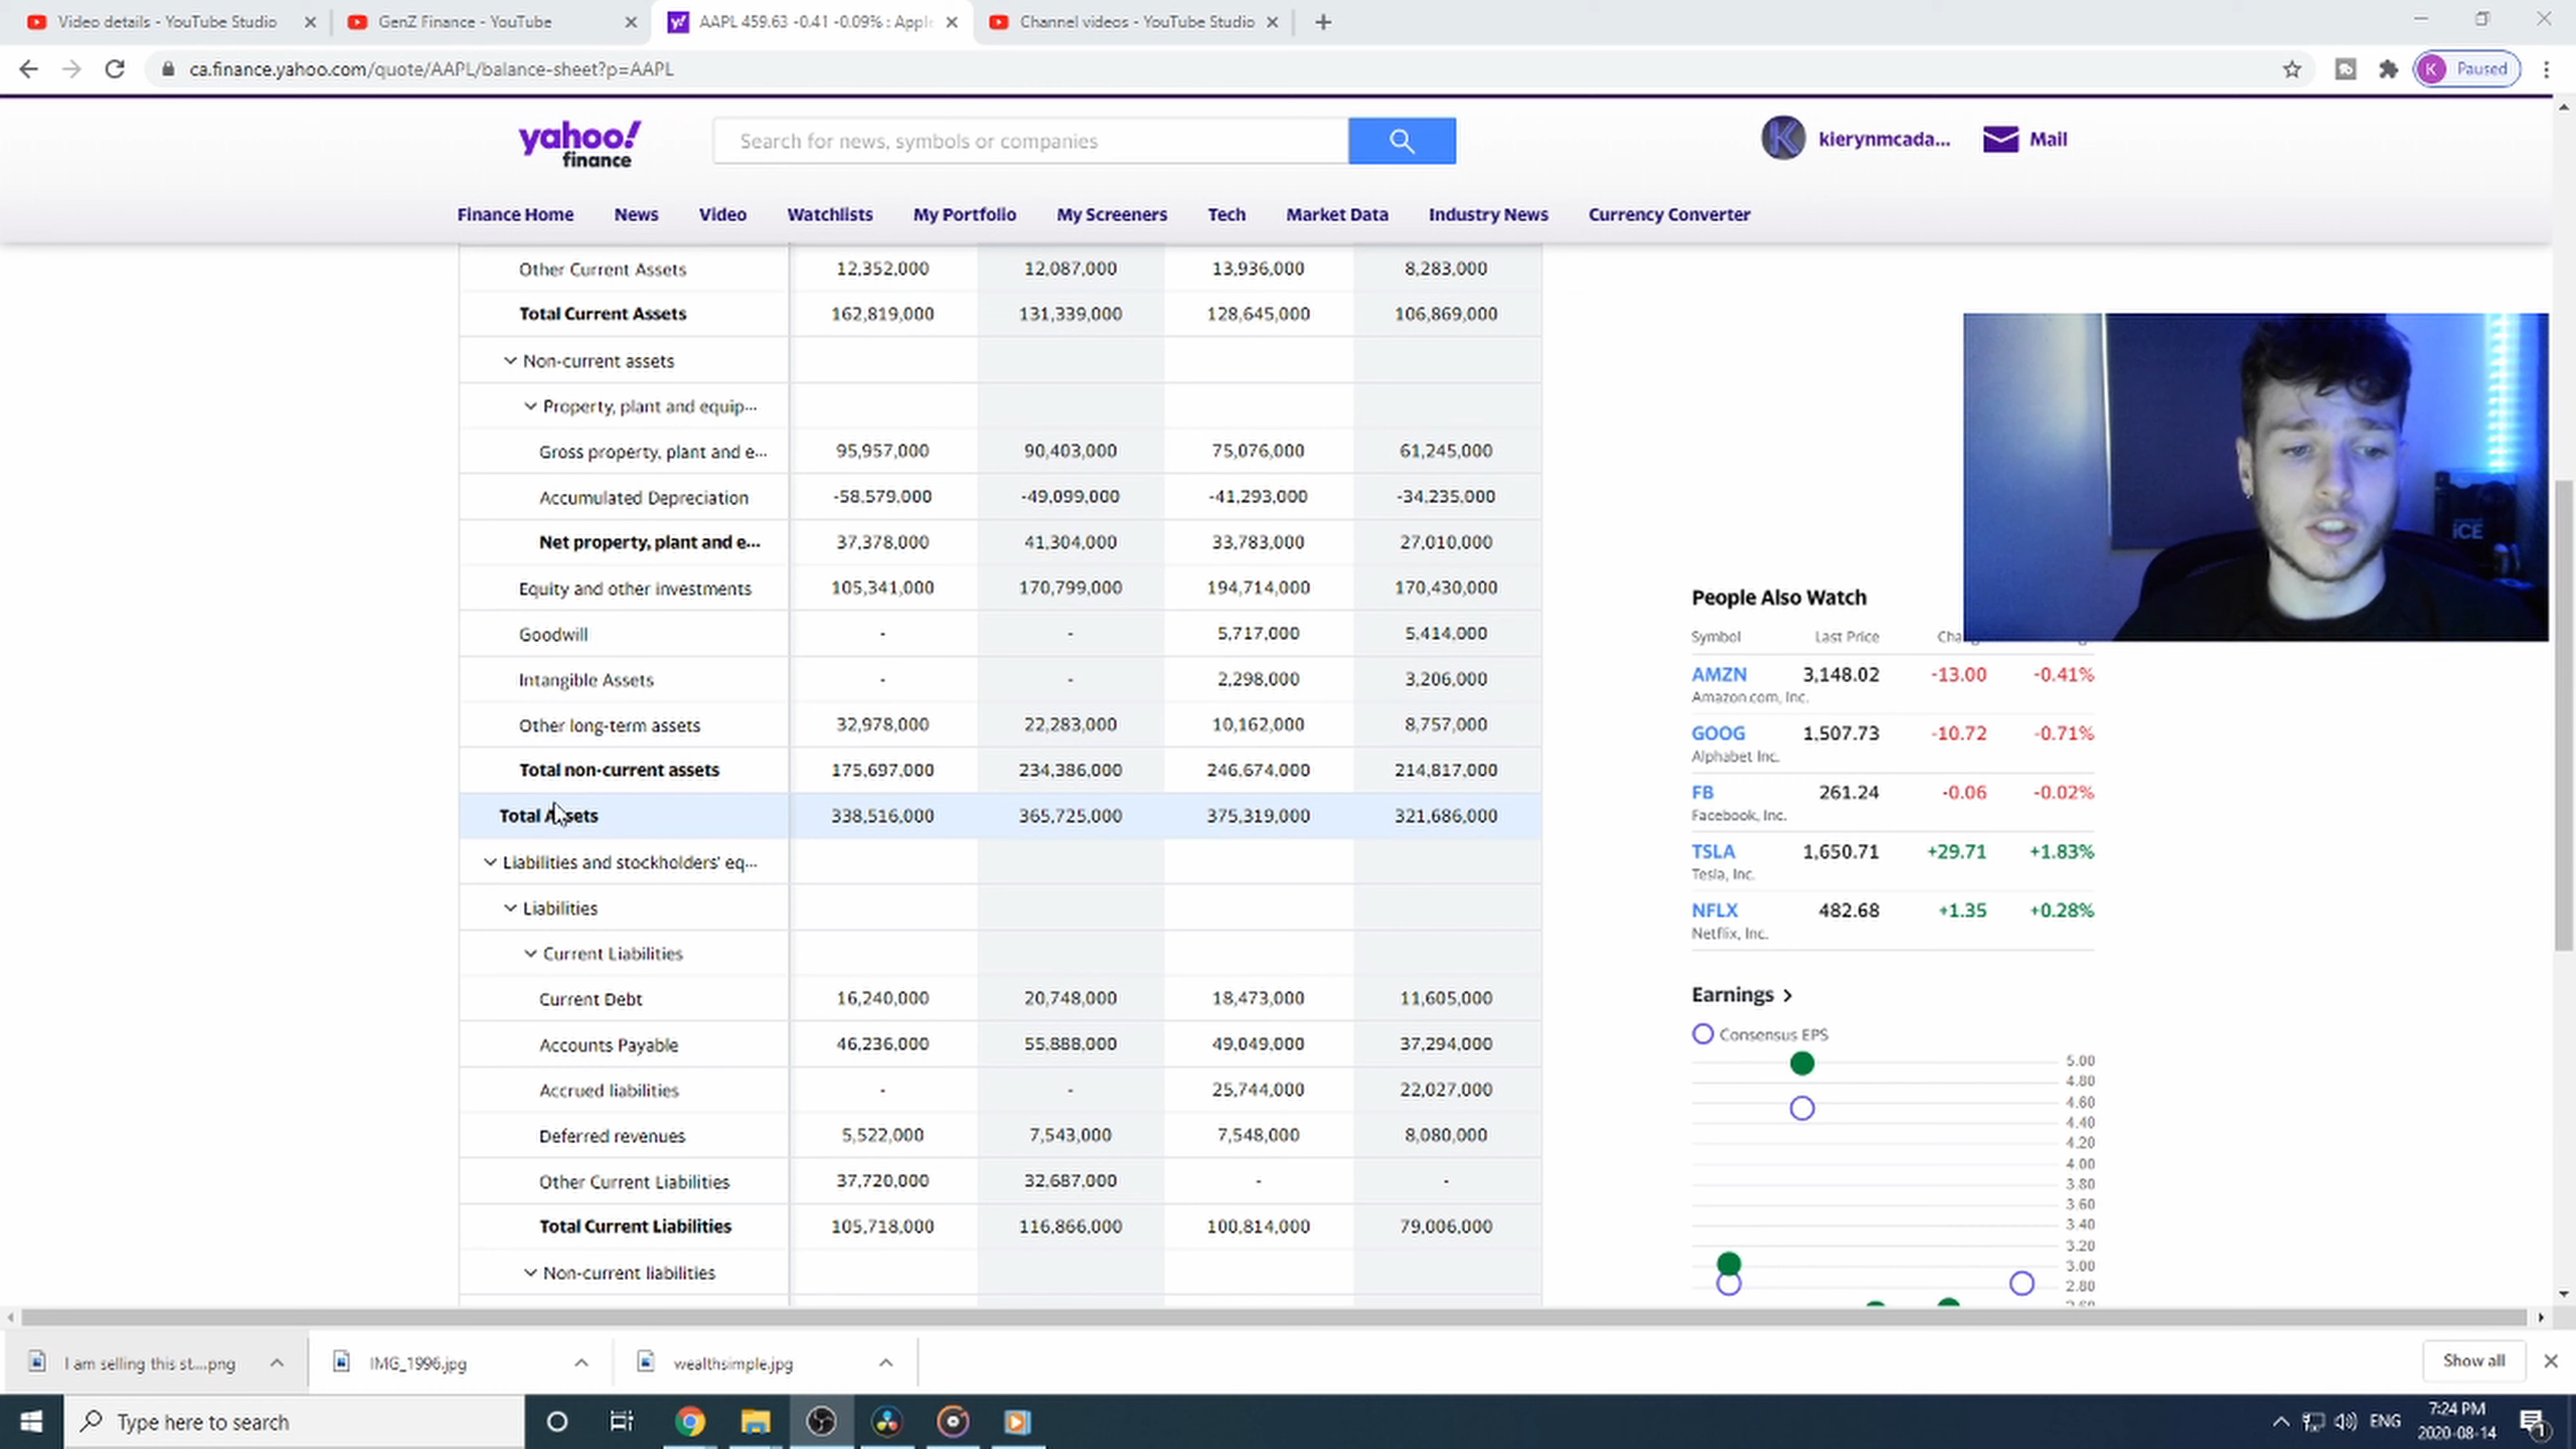 Video details - YouTube Studio
GenZ Finance - YouTube
AAPL 459.63 -0.41 -0.09% : Apple
Channel videos - YouTube Studio
ca.finance.yahoo.com/quote/AAPL/balance-sheet?p=AAPL
K Paused
yahoo!
finance
Search for news, symbols or companies
kierynmcada...
Mail
Finance Home News Video Watchlists My Portfolio My Screeners Tech Market Data Industry News Currency Converter
Other Current Assets 12,352,000 12,087,000 13,936,000 8,283,000
Total Current Assets 162,819,000 131,339,000 128,645,000 106,869,000
Non-current assets
Property, plant and equip...
Gross property, plant and e... 95,957,000 90,403,000 75,076,000 61,245,000
Accumulated Depreciation -58,579,000 -49,099,000 -41,293,000 -34,235,000
Net property, plant and e... 37,378,000 41,304,000 33,783,000 27,010,000
Equity and other investments 105,341,000 170,799,000 194,714,000 170,430,000
Goodwill - - 5,717,000 5,414,000
Intangible Assets - - 2,298,000 3,206,000
Other long-term assets 32,978,000 22,283,000 10,162,000 8,757,000
Total non-current assets 175,697,000 234,386,000 246,674,000 214,817,000
Total Assets 338,516,000 365,725,000 375,319,000 321,686,000
Liabilities and stockholders' eq...
Liabilities
Current Liabilities
Current Debt 16,240,000 20,748,000 18,473,000 11,605,000
Accounts Payable 46,236,000 55,888,000 49,049,000 37,294,000
Accrued liabilities - - 25,744,000 22,027,000
Deferred revenues 5,522,000 7,543,000 7,548,000 8,080,000
Other Current Liabilities 37,720,000 32,687,000 - -
Total Current Liabilities 105,718,000 116,866,000 100,814,000 79,006,000
Non-current liabilities
iCE
People Also Watch
Symbol Last Price
AMZN 3,148.02 -13.00 -0.41%
Amazon.com, Inc.
GOOG 1,507.73 -10.72 -0.71%
Alphabet Inc.
FB 261.24 -0.06 -0.02%
Facebook, Inc.
TSLA 1,650.71 +29.71 +1.83%
Tesla, Inc.
NFLX 482.68 +1.35 +0.28%
Netflix, Inc.
Earnings >
Consensus EPS
5.00
4.80
4.60
4.40
4.20
4.00
3.80
3.60
3.40
3.20
3.00
2.80
I am selling this st....png
IMG_1996.jpg
wealthsimple.jpg
Show all
Type here to search
ENG
7:24 PM
2020-08-14
1